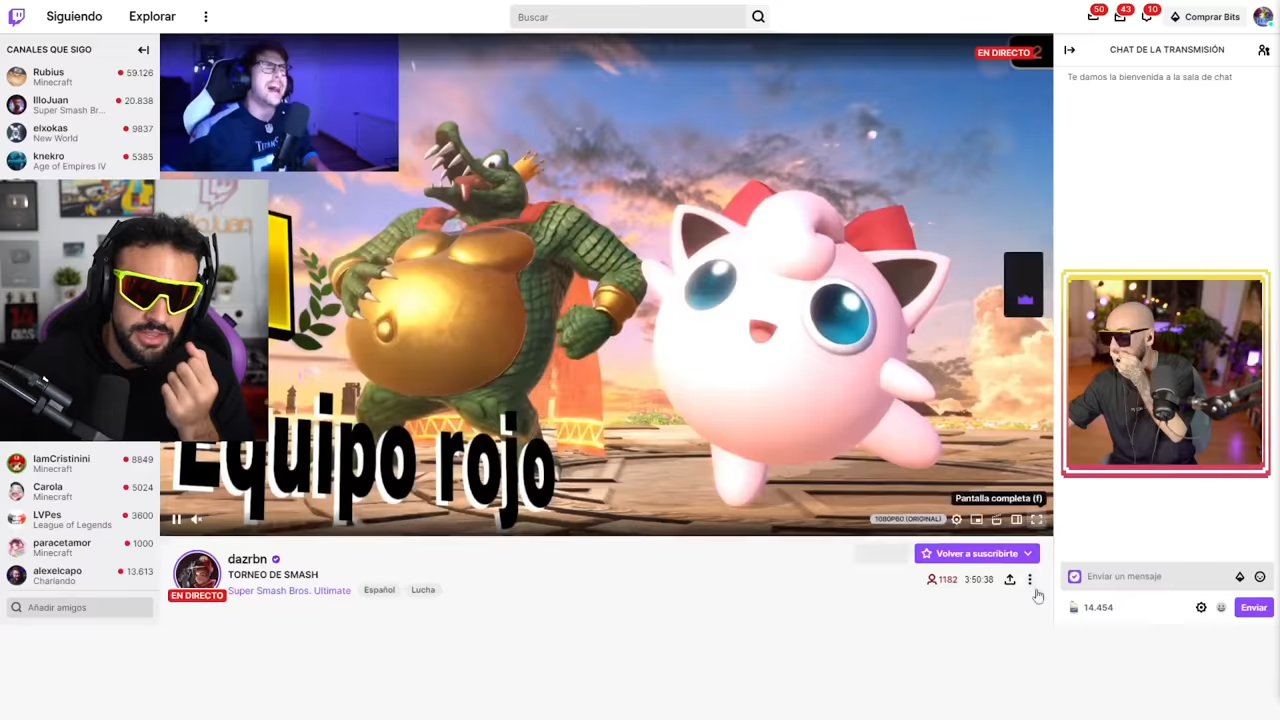 Siguiendo
Explorar
Buscar
50
43
10
Comprar Bits
CANALES QUE SIGO
Rubius
59.126
Minecraft
IlloJuan
20.838
Super Smash Br...
elxokas
9837
New World
knekro
5385
Age of Empires IV
IamCristinini
8849
Minecraft
Carola
5024
Minecraft
LVPes
3600
League of Legends
paracetamor
1000
Minecraft
alexelcapo
13.613
Charlando
Añadir amigos
EN DIRECTO
2
TITANS
Equipo rojo
Pantalla completa (f)
1080P60 (ORIGINAL)
dazrbn
TORNEO DE SMASH
Super Smash Bros. Ultimate
Español
Lucha
EN DIRECTO
Volver a suscribirte
1182
3:50:38
CHAT DE LA TRANSMISIÓN
Te damos la bienvenida a la sala de chat
Enviar un mensaje
14.454
Enviar